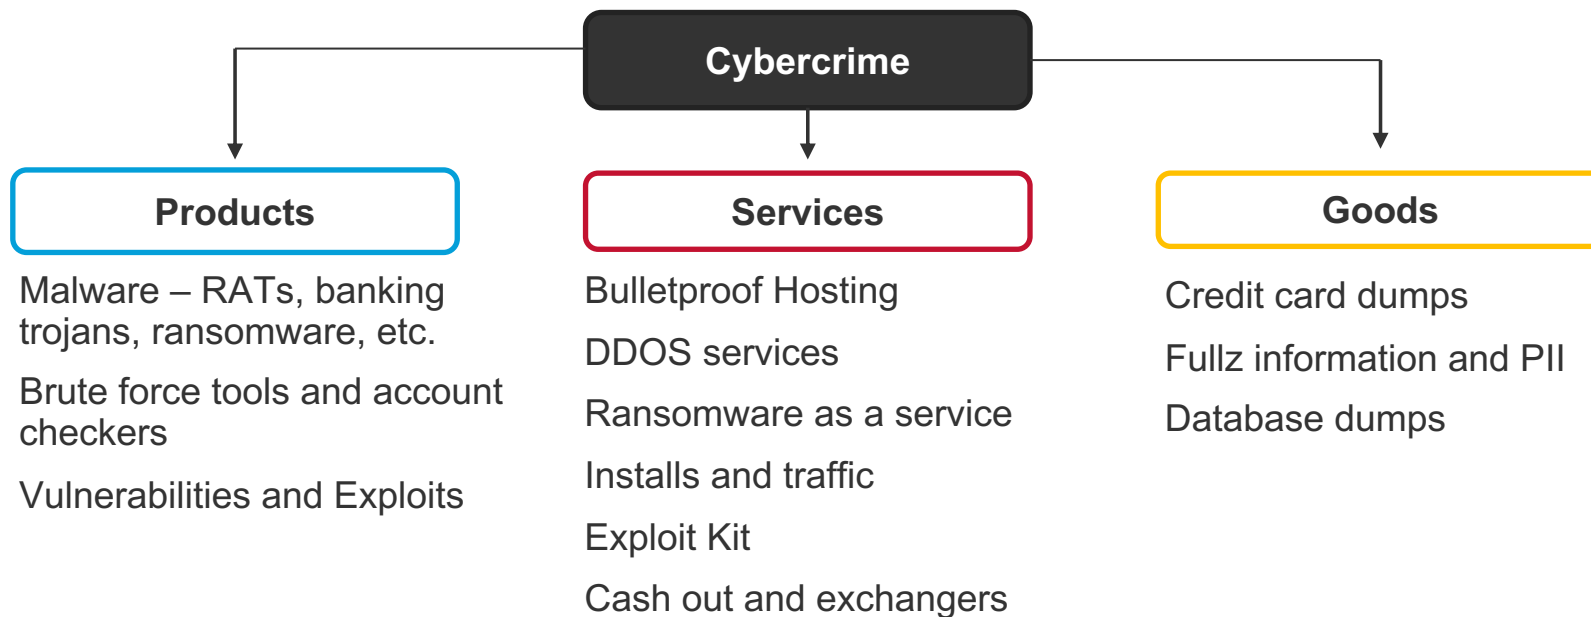 Cybercrime
Products
Malware – RATs, banking
trojans, ransomware, etc.
Brute force tools and account
checkers
Vulnerabilities and Exploits
Services
Bulletproof Hosting
DDOS services
Ransomware as a service
Installs and traffic
Exploit Kit
Cash out and exchangers
Goods
Credit card dumps
Fullz information and PII
Database dumps